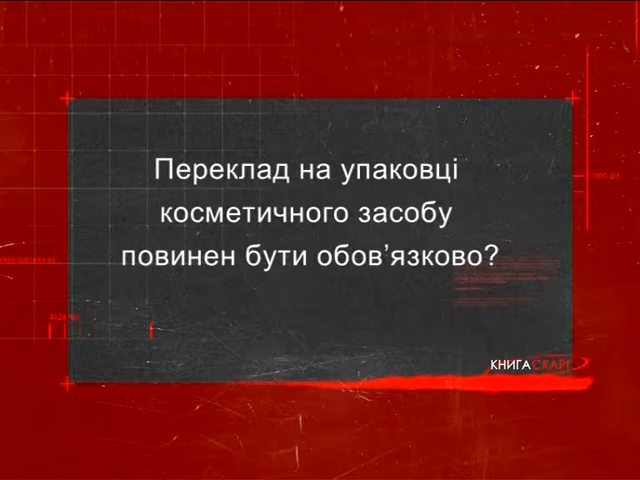 Переклад на упаковці
косметичного засобу
повинен бути обов’язково?
КНИГАСКАРГ